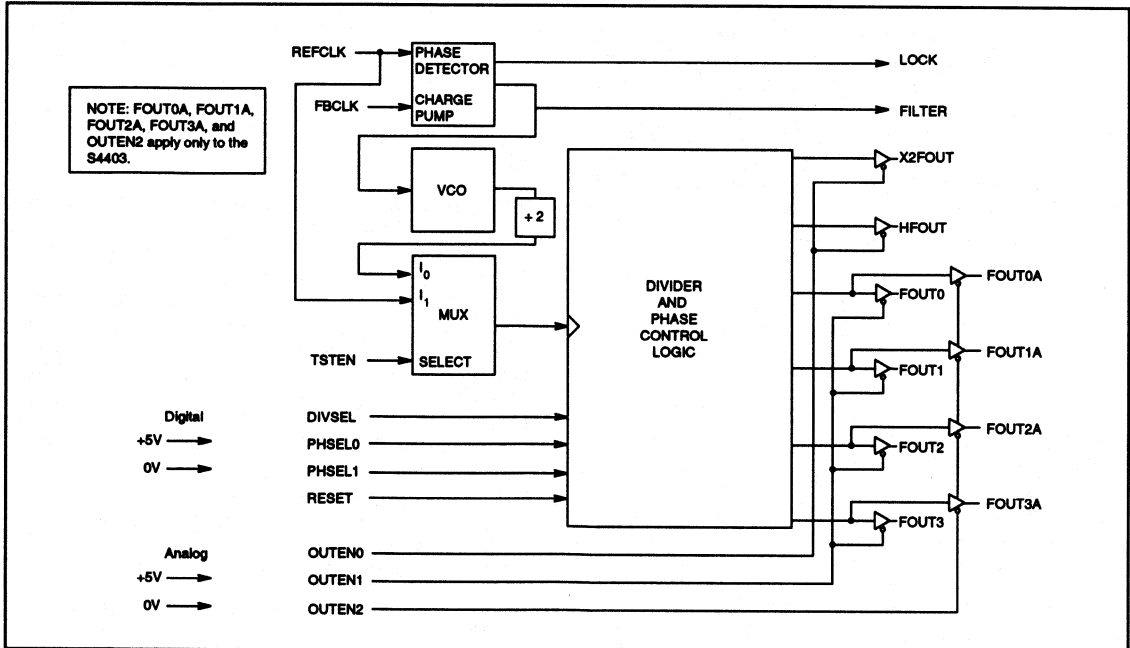 REFCLK
PHASE
DETECTOR
LOCK
NOTE: FOUT0A, FOUT1A,
FOUT2A, FOUT3A, and
OUTEN2 apply only to the
S4403.
FBCLK
CHARGE
PUMP
FILTER
VCO
÷ 2
X2FOUT
HFOUT
I0
I1
MUX
TSTEN
SELECT
DIVIDER
AND
PHASE
CONTROL
LOGIC
FOUT0A
FOUT0
FOUT1A
FOUT1
FOUT2A
FOUT2
FOUT3A
FOUT3
Digital
+5V
0V
DIVSEL
PHSEL0
PHSEL1
RESET
Analog
+5V
0V
OUTEN0
OUTEN1
OUTEN2